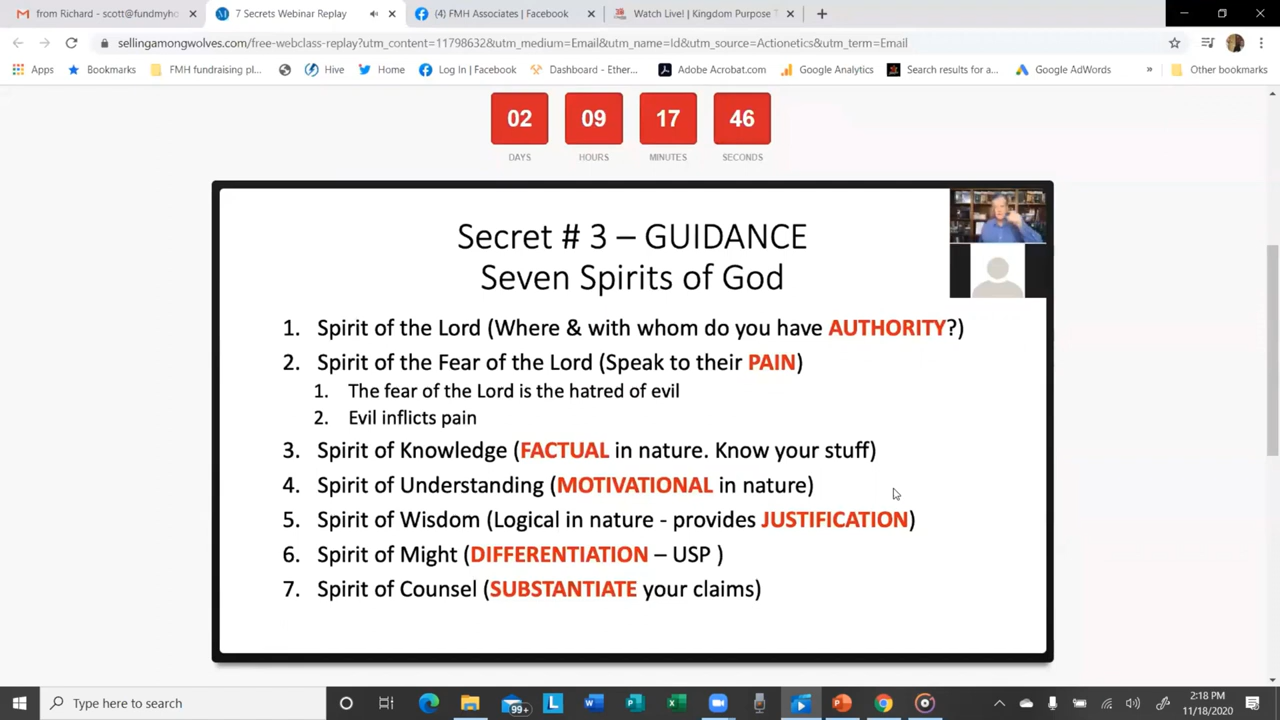 from Richard - scott@fundmyho
7 Secrets Webinar Replay
(4) FMH Associates | Facebook
Watch Live! | Kingdom Purpose T
sellingamongwolves.com/free-webclass-replay?utm_content=11798632&utm_medium=Email&utm_name=Id&utm_source=Actionetics&utm_term=Email
Apps
Bookmarks
FMH fundraising pl...
Hive
Home
Log In | Facebook
Dashboard - Ether...
Adobe Acrobat.com
Google Analytics
Search results for a...
Google AdWords
»
Other bookmarks
02 09 17 46
DAYS HOURS MINUTES SECONDS
Secret # 3 – GUIDANCE
Seven Spirits of God
1. Spirit of the Lord (Where & with whom do you have AUTHORITY?)
2. Spirit of the Fear of the Lord (Speak to their PAIN)
1. The fear of the Lord is the hatred of evil
2. Evil inflicts pain
3. Spirit of Knowledge (FACTUAL in nature. Know your stuff)
4. Spirit of Understanding (MOTIVATIONAL in nature)
5. Spirit of Wisdom (Logical in nature - provides JUSTIFICATION)
6. Spirit of Might (DIFFERENTIATION – USP )
7. Spirit of Counsel (SUBSTANTIATE your claims)
Type here to search
99+
2:18 PM
11/18/2020